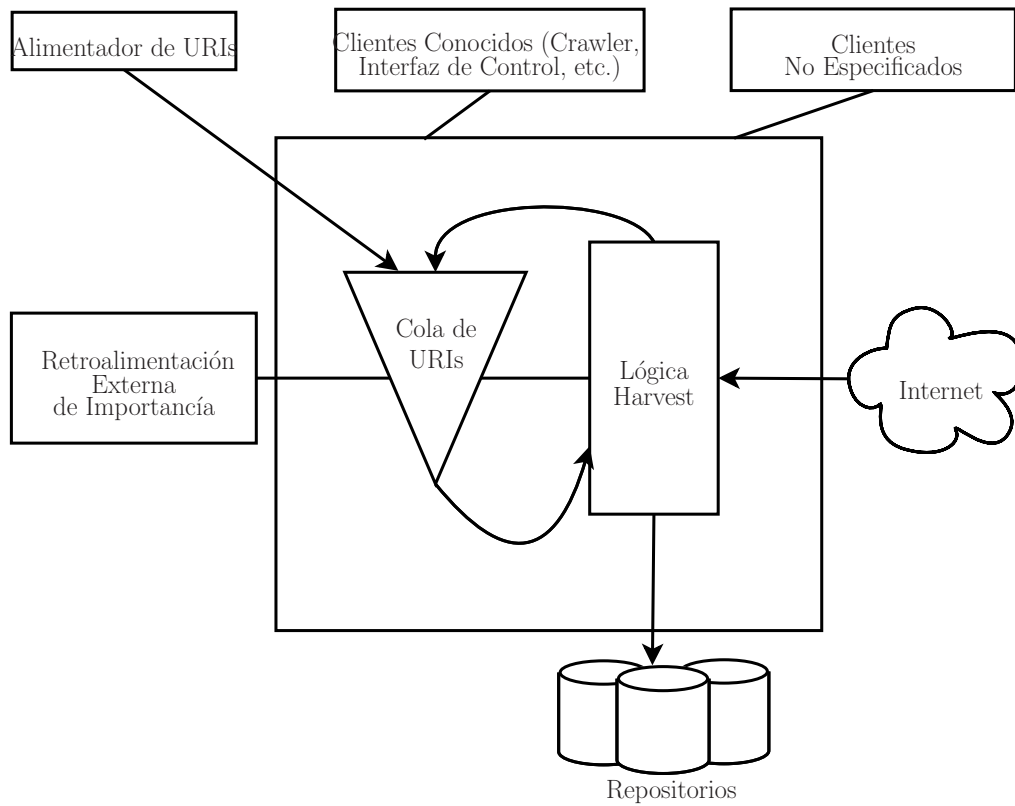 Alimentador de URIs
Clientes Conocidos (Crawler,
Interfaz de Control, etc.)
Clientes
No Especificados
Cola de
URIs
Retroalimentación
Externa
de Importancía
Lógica
Harvest
Internet
Repositorios